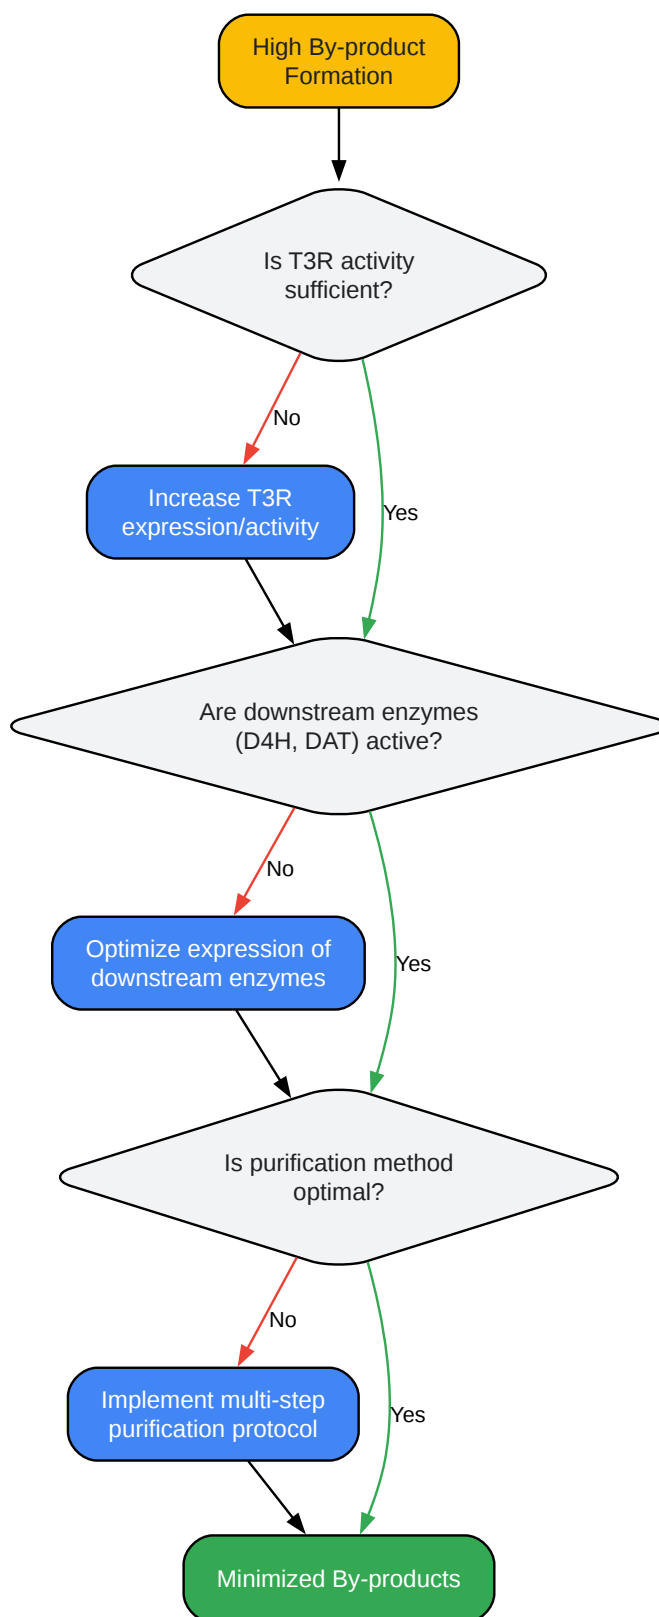 High By-product
Formation
Is T3R activity
sufficient?
No
Yes
Increase T3R
expression/activity
Are downstream enzymes
(D4H, DAT) active?
No
Yes
Optimize expression of
downstream enzymes
Is purification method
optimal?
No
Yes
Implement multi-step
purification protocol
Minimized By-products